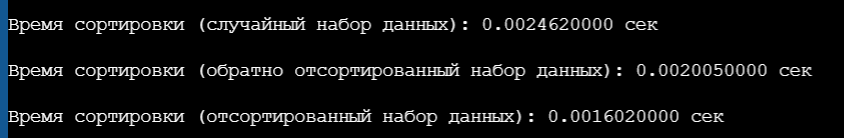 Время сортировки (случайный набор данных): 0.0024620000 сек
Время сортировки (обратно отсортированный набор данных): 0.0020050000 сек
Время сортировки (отсортированный набор данных): 0.0016020000 сек